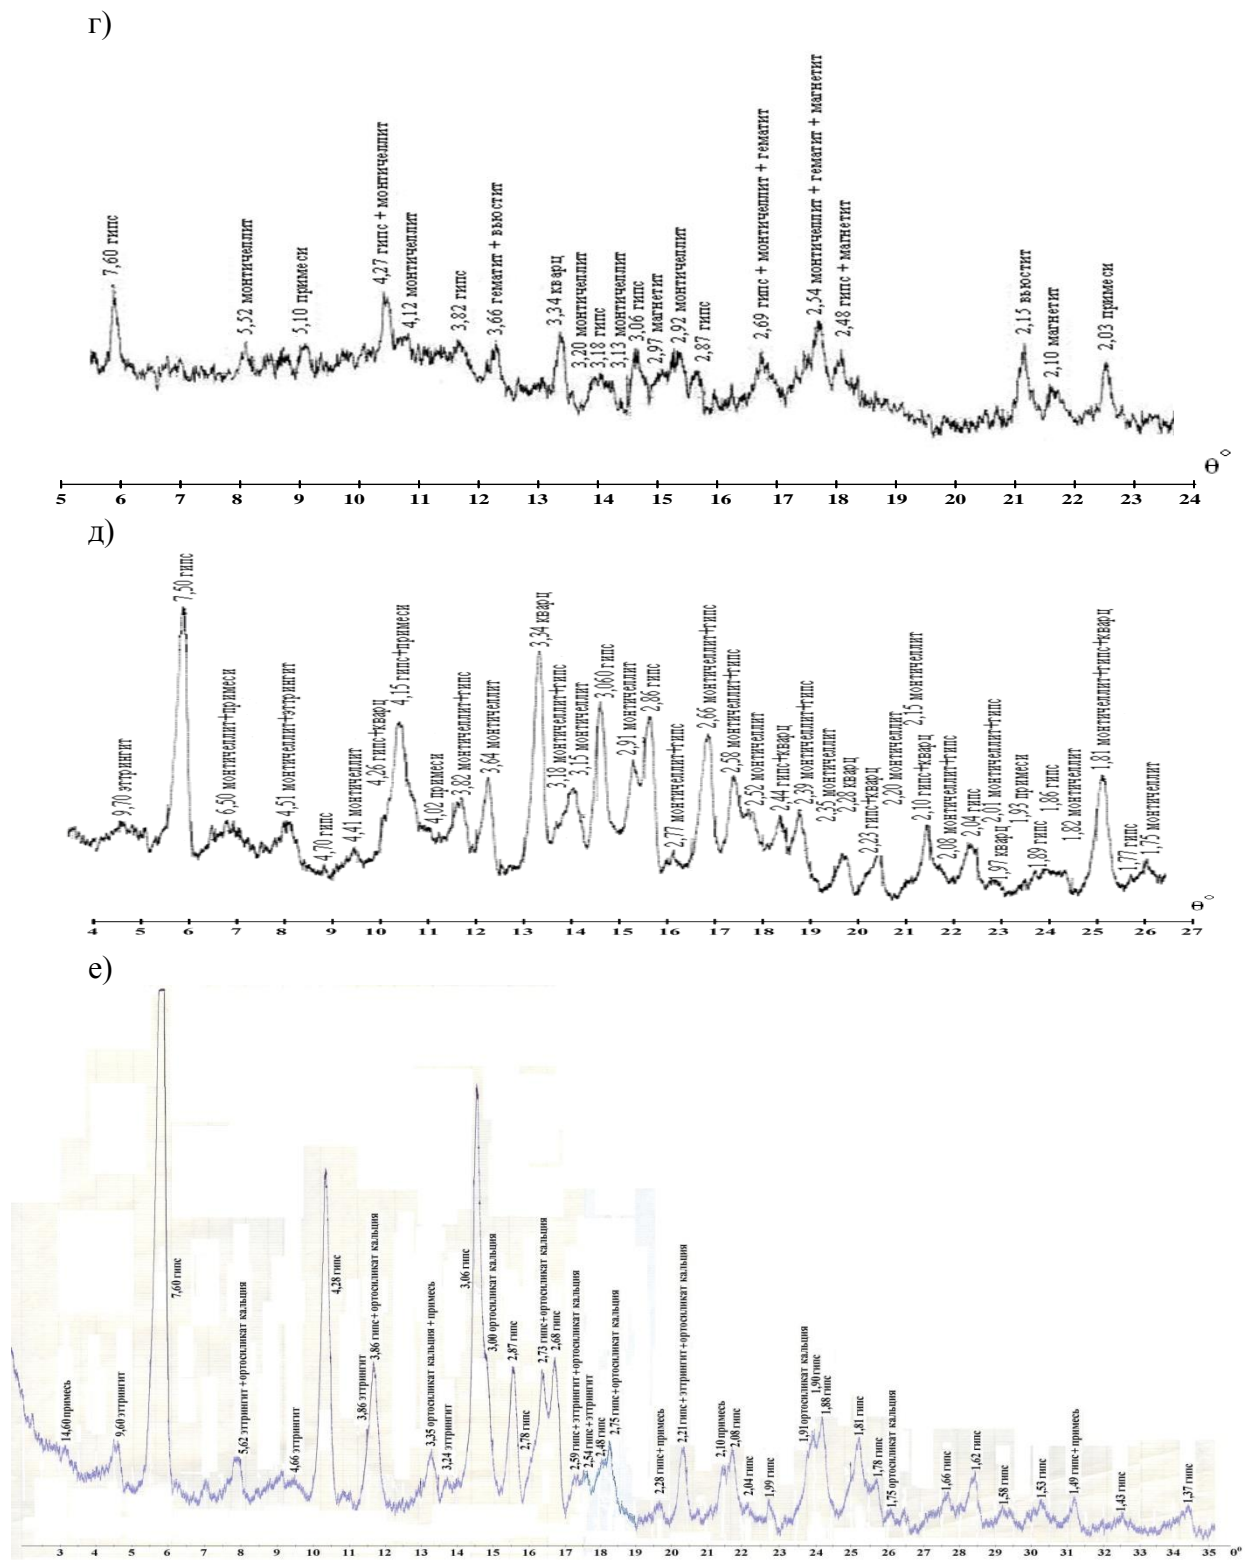 г)
7,60 гипс
5,52 монтичеллит
5,10 примеси
4,27 гипс + монтичеллит
4,12 монтичеллит
3,82 гипс
3,66 гематит + вьюстит
3,34 кварц
3,20 монтичеллит
3,18 гипс
3,13 монтичеллит
3,06 гипс
2,97 магнетит
2,92 монтичеллит
2,87 гипс
2,69 гипс + монтичеллит + гематит
2,54 монтичеллит + гематит + магнетит
2,48 гипс + магнетит
2,15 вьюстит
2,10 магнетит
2,03 примеси
θ°
5 6 7 8 9 10 11 12 13 14 15 16 17 18 19 20 21 22 23 24
д)
9,70 эттрингит
7,50 гипс
6,50 монтичеллит+примеси
4,51 монтичеллит+эттрингит
4,70 гипс
4,41 монтичеллит
4,26 гипс+кварц
4,15 гипс+примеси
4,02 примеси
3,82 монтичеллит+гипс
3,64 монтичеллит
3,34 кварц
3,18 монтичеллит+гипс
3,15 монтичеллит
3,060 гипс
2,91 монтичеллит
2,86 гипс
2,77 монтичеллит+гипс
2,66 монтичеллит+гипс
2,58 монтичеллит+гипс
2,52 монтичеллит
2,44 гипс+кварц
2,39 монтичеллит+гипс
2,35 монтичеллит
2,28 кварц
2,23 гипс+кварц
2,20 монтичеллит
2,15 монтичеллит
2,10 гипс+кварц
2,08 монтичеллит+гипс
2,04 гипс
2,01 монтичеллит+гипс
1,97 кварц
1,93 примеси
1,89 гипс
1,86 гипс
1,82 монтичеллит
1,81 монтичеллит+гипс+кварц
1,77 гипс
1,75 монтичеллит
θ°
4 5 6 7 8 9 10 11 12 13 14 15 16 17 18 19 20 21 22 23 24 25 26 27
е)
14,60 примесь
9,60 эттрингит
7,60 гипс
5,62 эттрингит+ортосиликат кальция
4,66 эттрингит
4,28 гипс
3,86 эттрингит
3,86 гипс+ортосиликат кальция
3,35 ортосиликат кальция + примесь
3,24 эттрингит
3,06 гипс
3,00 ортосиликат кальция
2,87 гипс
2,78 гипс
2,73 гипс+ортосиликат кальция
2,68 гипс
2,59 гипс+эттрингит+ортосиликат кальция
2,54 гипс+эттрингит
2,48 гипс
2,75 гипс+ортосиликат кальция
2,28 гипс+примесь
2,21 гипс+эттрингит+ортосиликат кальция
2,10 примесь
2,08 гипс
2,04 гипс
1,99 гипс
1,91 ортосиликат кальция
1,90 гипс
1,88 гипс
1,81 гипс
1,78 гипс
1,75 ортосиликат кальция
1,66 гипс
1,62 гипс
1,58 гипс
1,53 гипс
1,49 гипс+примесь
1,43 гипс
1,37 гипс
3 4 5 6 7 8 9 10 11 12 13 14 15 16 17 18 19 20 21 22 23 24 25 26 27 28 29 30 31 32 33 34 35 θ°